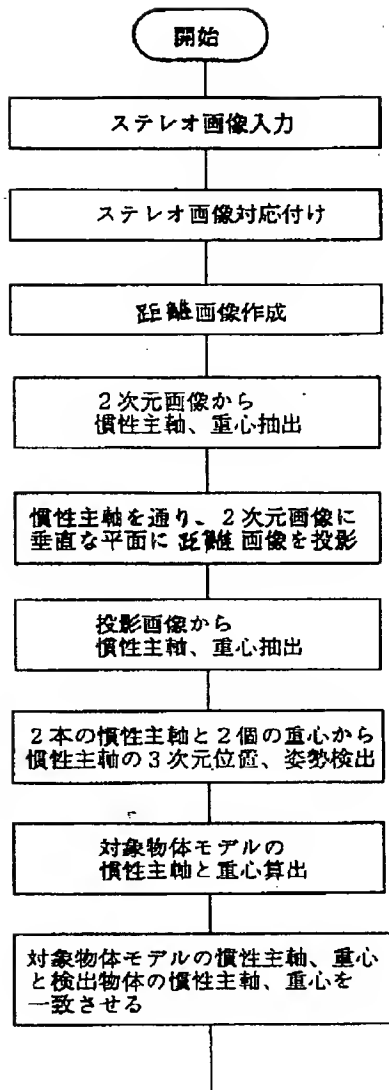 開始
ステレオ画像入力
ステレオ画像対応付け
距離画像作成
2次元画像から
慣性主軸、重心抽出
慣性主軸を通り、2次元画像に
垂直な平面に距離画像を投影
投影画像から
慣性主軸、重心抽出
2本の慣性主軸と2個の重心から
慣性主軸の3次元位置、姿勢検出
対象物体モデルの
慣性主軸と重心算出
対象物体モデルの慣性主軸、重心
と検出物体の慣性主軸、重心を
一致させる